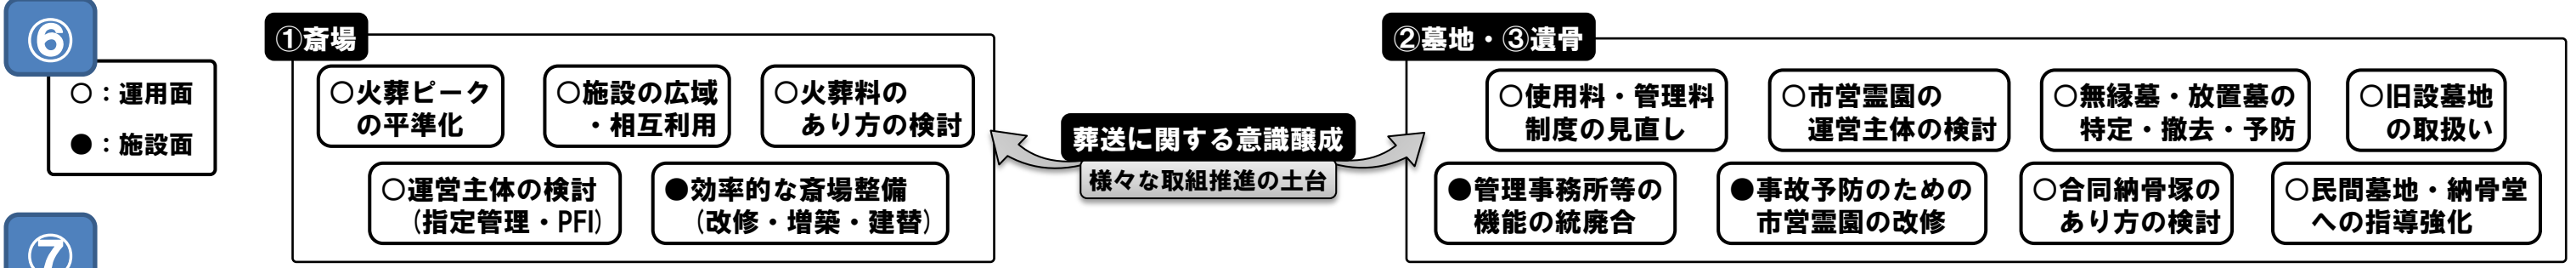 ⑥
○：運用面
●：施設面
①斎場
○火葬ピーク
の平準化
○施設の広域
・相互利用
○火葬料の
あり方の検討
○運営主体の検討
(指定管理・PFI)
●効率的な斎場整備
(改修・増築・建替)
葬送に関する意識醸成
様々な取組推進の土台
②墓地・③遺骨
○使用料・管理料
制度の見直し
○市営霊園の
運営主体の検討
○無縁墓・放置墓の
特定・撤去・予防
○旧設墓地
の取扱い
●管理事務所等の
機能の統廃合
●事故予防のための
市営霊園の改修
○合同納骨塚の
あり方の検討
○民間墓地・納骨堂
への指導強化
⑦